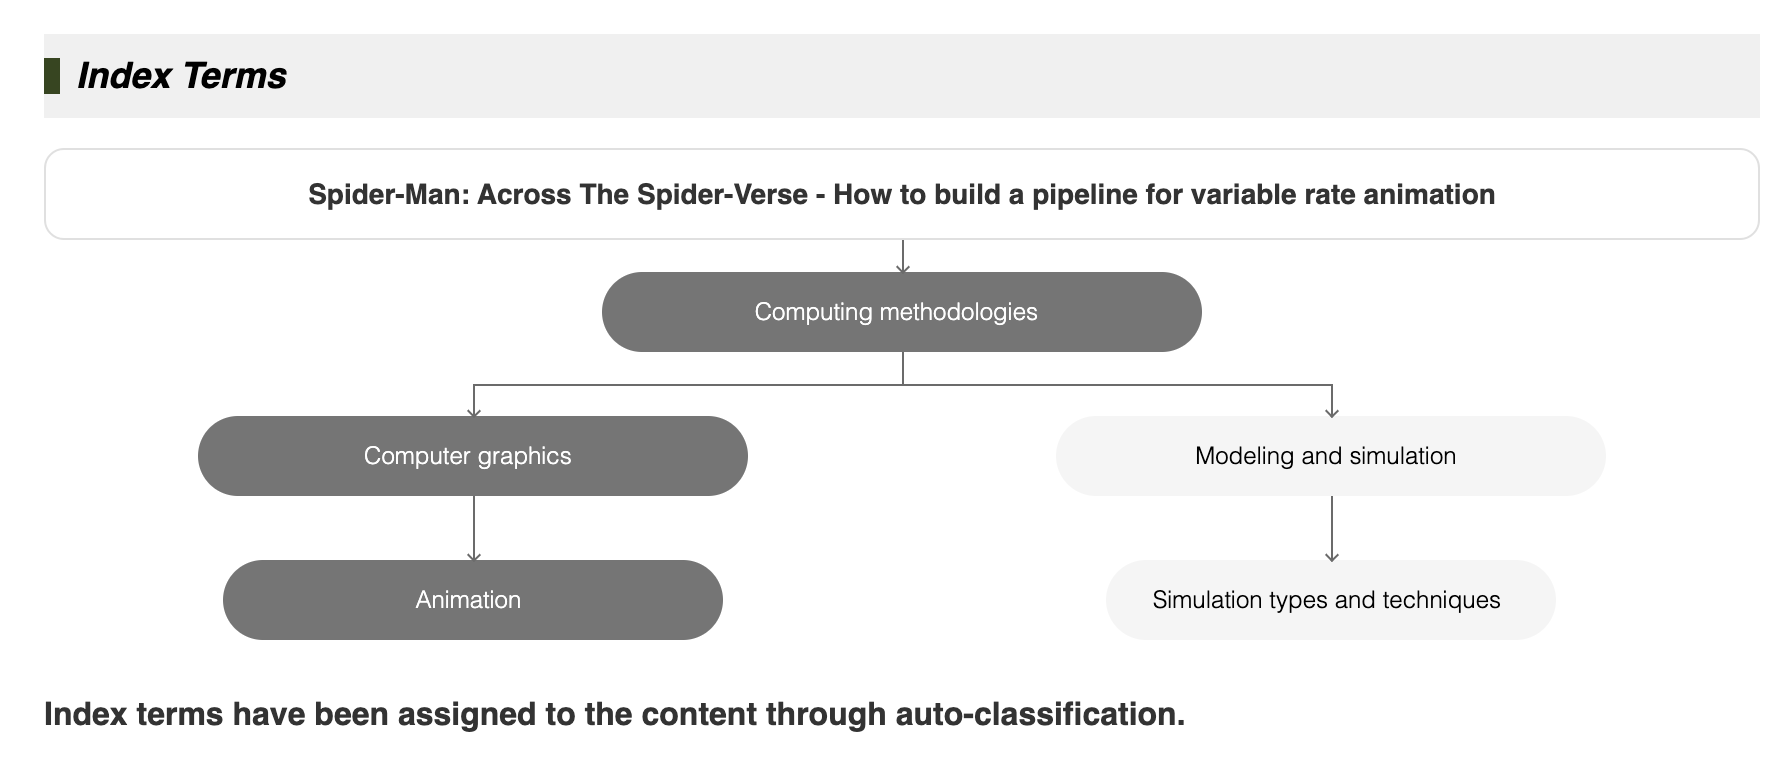 Index Terms
Spider-Man: Across The Spider-Verse - How to build a pipeline for variable rate animation
Computing methodologies
Computer graphics
Modeling and simulation
Animation
Simulation types and techniques
Index terms have been assigned to the content through auto-classification.